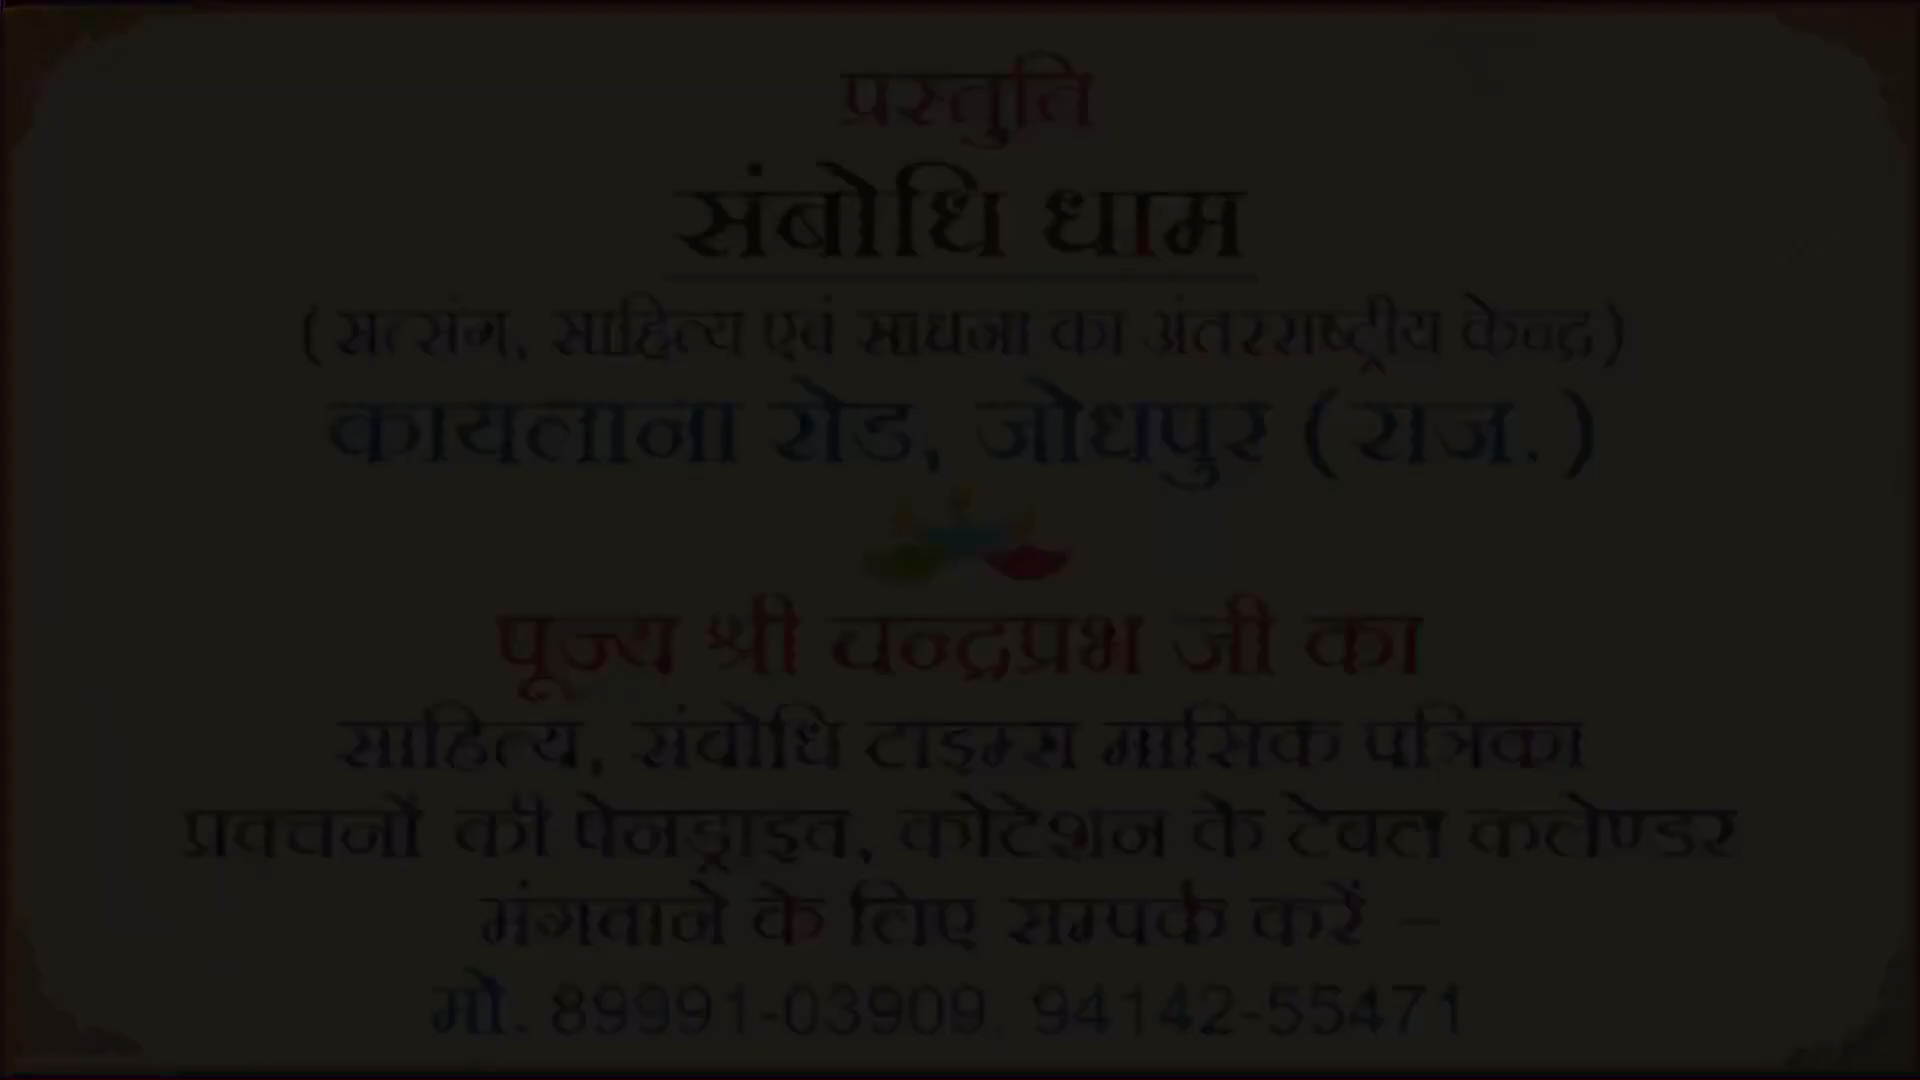 प्रस्तुति
संबोधि धाम
(सत्संग, साहित्य एवं साधना का अंतरराष्ट्रीय केन्द्र)
कायलाना रोड, जोधपुर (राज.)
पूज्य श्री चन्द्रप्रभ जी का
साहित्य, संबोधि टाइम्स मासिक पत्रिका
प्रवचनों की पेनड्राइव, कोटेशन के टेबल कलेण्डर
मंगवाने के लिए सम्पर्क करें -
मो. 89991-03909, 94142-55471